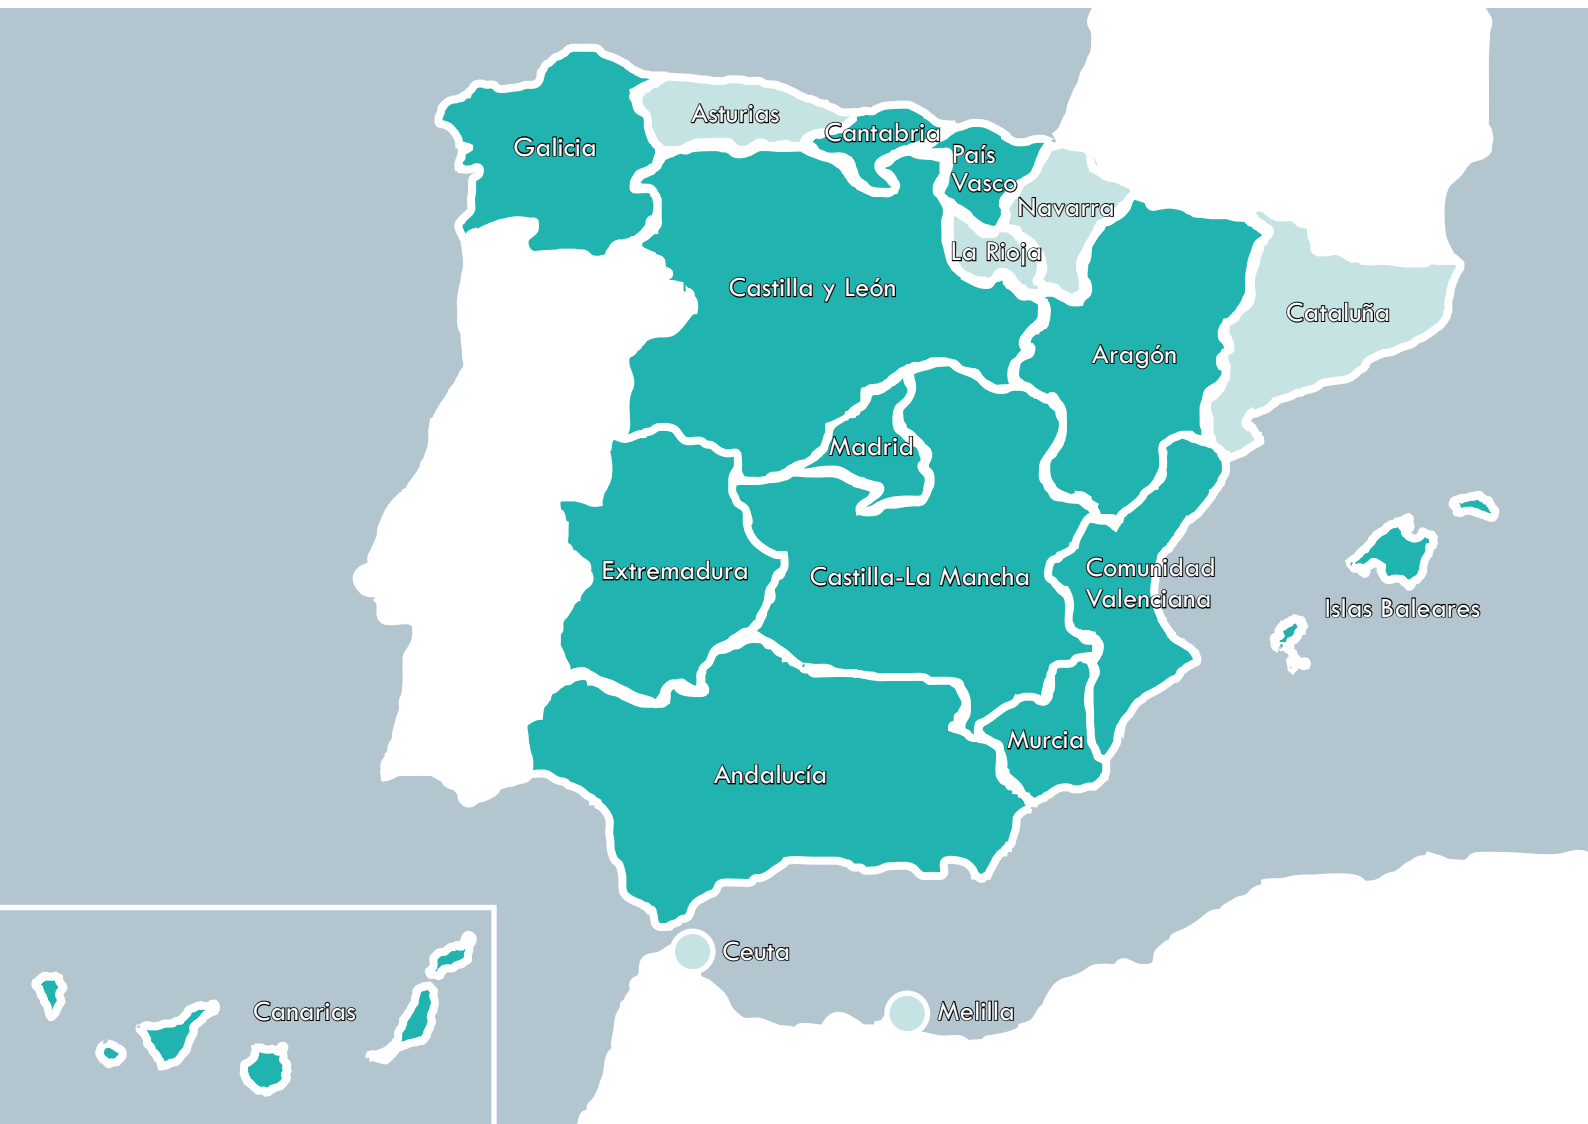 Asturias
Cantabria
Galicia
País
Vasco
Navarra
La Rioja
Castilla y León
Cataluña
Aragón
Madrid
Extremadura
Castilla-La Mancha
Comunidad
Valenciana
Islas Baleares
Murcia
Andalucía
Ceuta
Canarias
Melilla